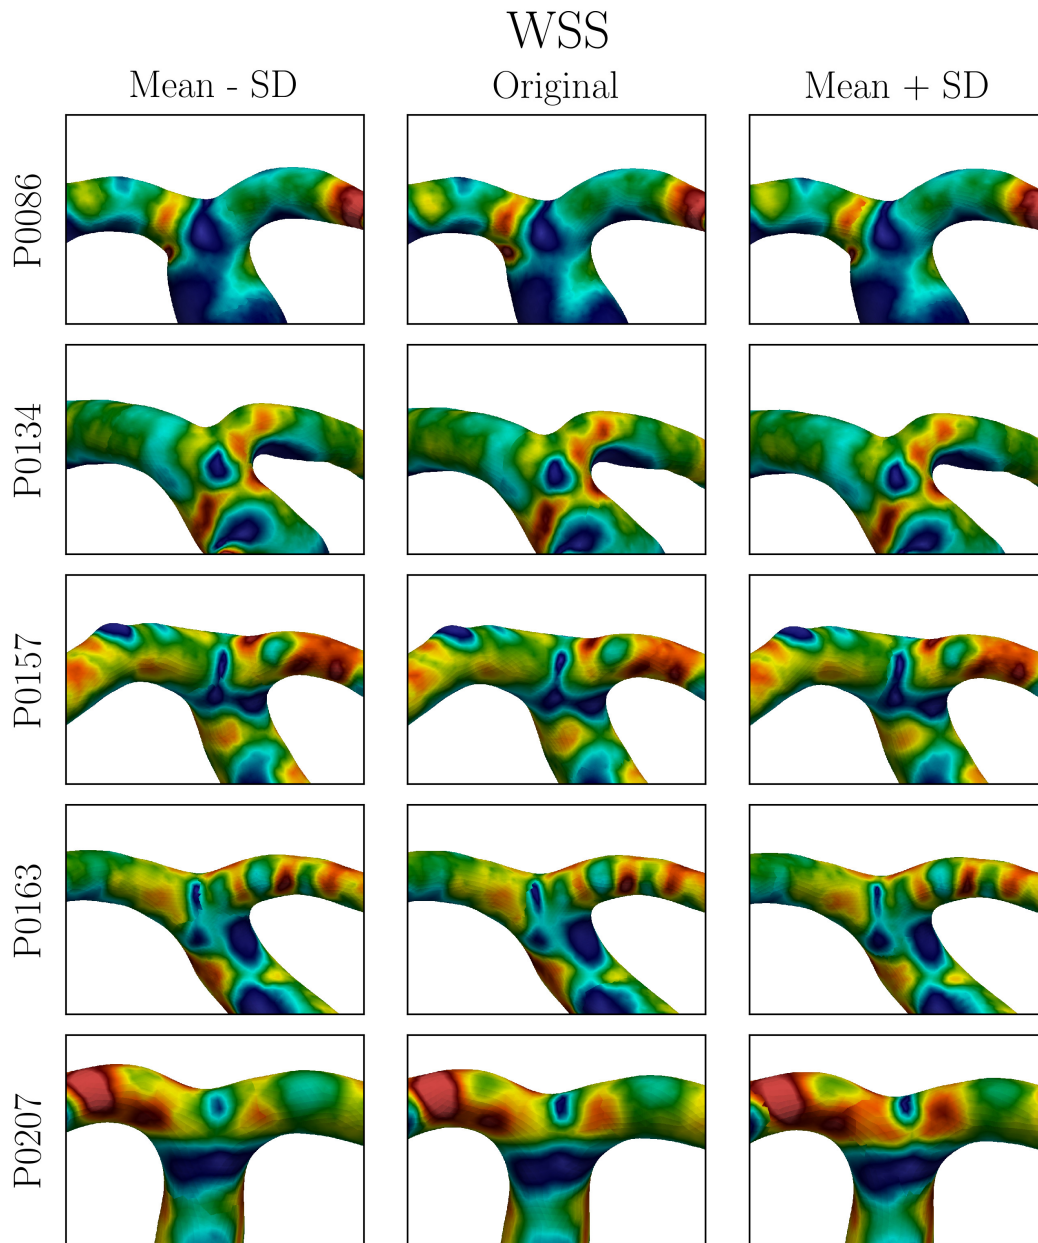 WSS
Mean - SD
Original
Mean + SD
P0086
P0134
P0157
P0163
P0207